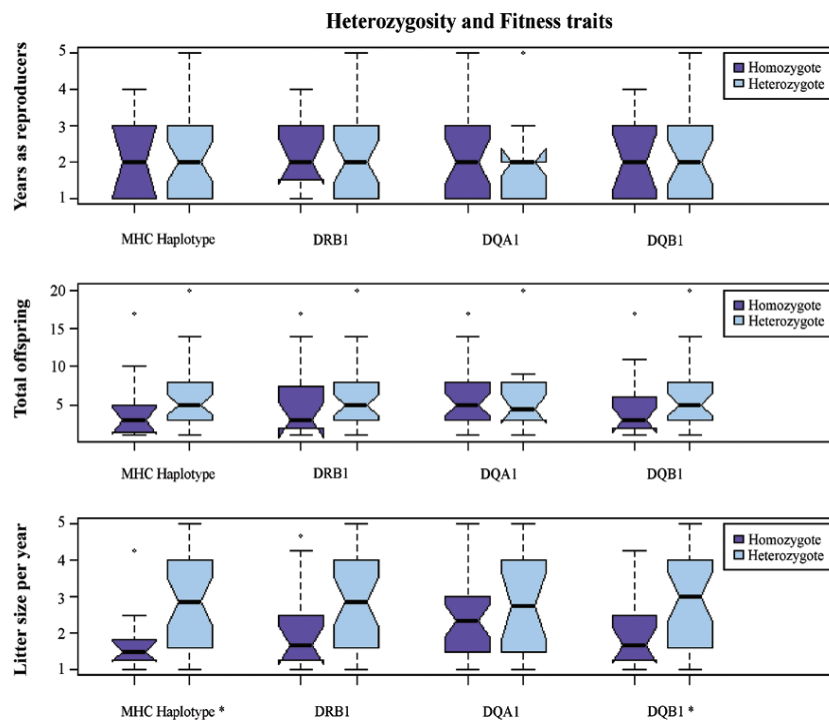 Heterozygosity and Fitness traits
Years as reproducers
5
4
3
2
1
Homozygote
Heterozygote
MHC Haplotype DRB1 DQA1 DQB1
Total offspring
20
15
10
5
Homozygote
Heterozygote
MHC Haplotype DRB1 DQA1 DQB1
Litter size per year
5
4
3
2
1
Homozygote
Heterozygote
MHC Haplotype * DRB1 DQA1 DQB1 *